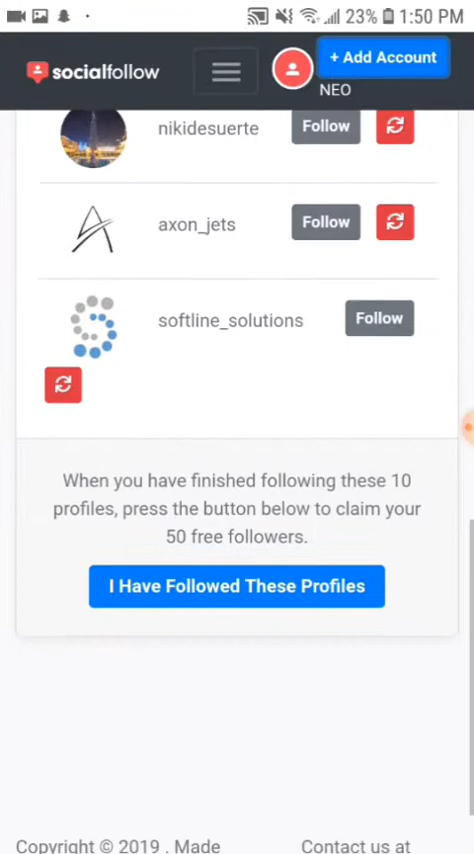 23% 1:50 PM
socialfollow
+ Add Account
NEO
nikidesuerte Follow
axon_jets Follow
softline_solutions Follow
When you have finished following these 10
profiles, press the button below to claim your
50 free followers.
I Have Followed These Profiles
Copyright © 2019 . Made Contact us at